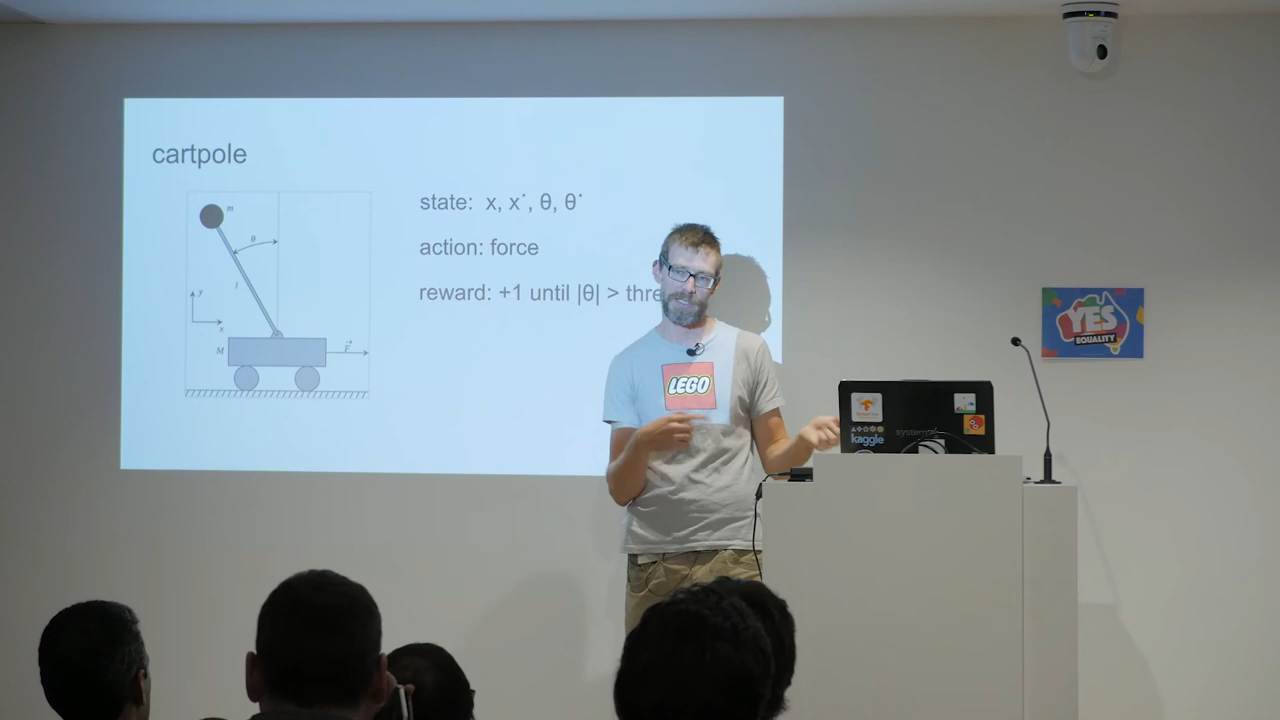 cartpole
m
θ
l
y
x
M
F
state: x, x˙, θ, θ˙
action: force
reward: +1 until |θ| > thre
LEGO
YES
EQUALITY
kaggle